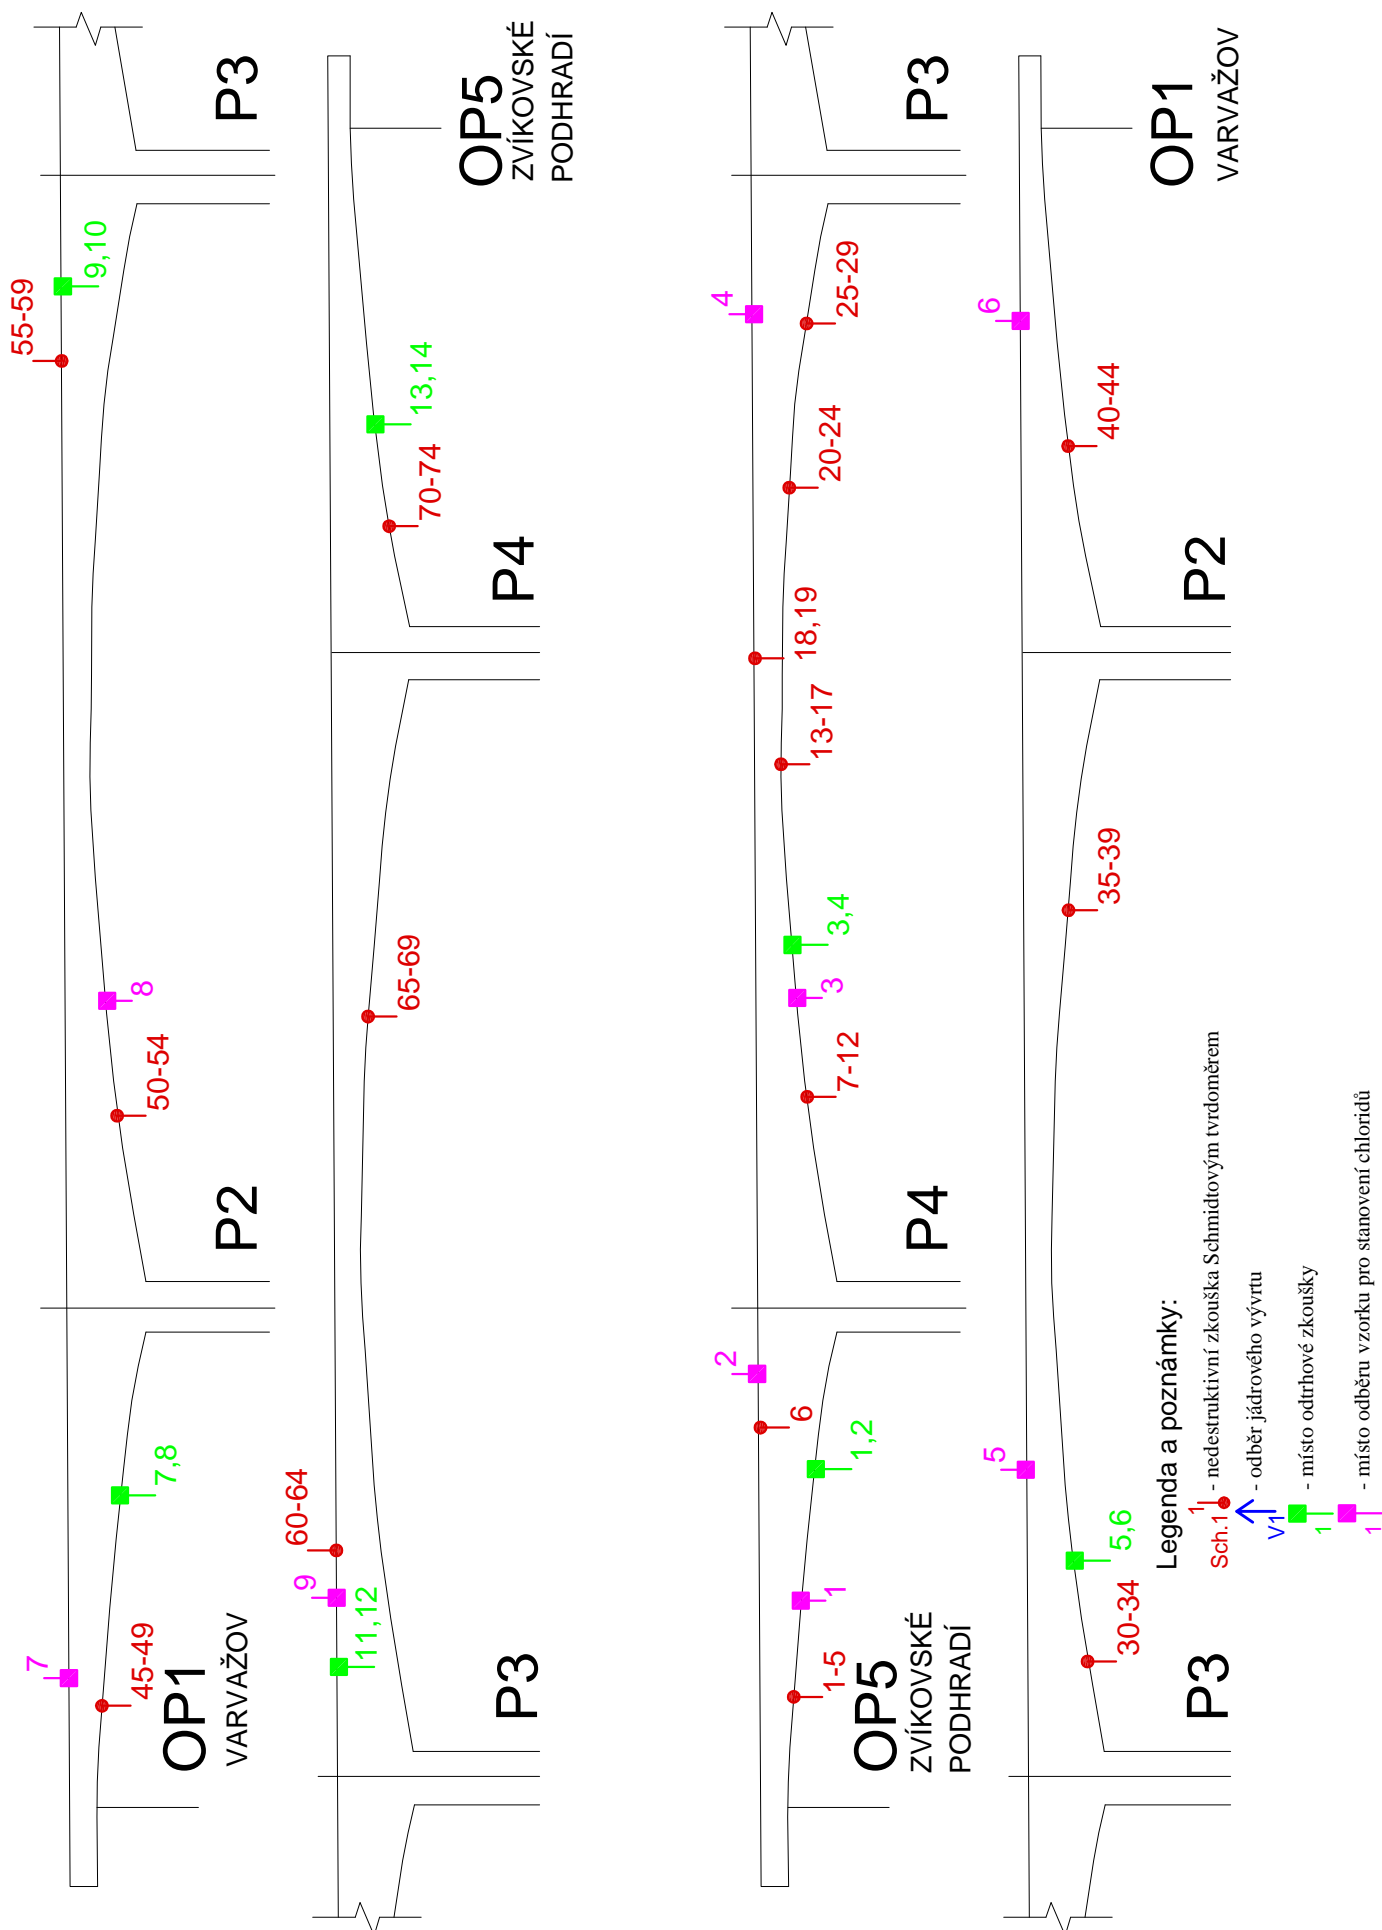 7
55-59
45-49
7,8
50-54
8
9,10
OP1
VARVAŽOV
P2
P3
9
60-64
11,12
65-69
70-74
13,14
P3
P4
OP5
ZVÍKOVSKÉ
PODHRADÍ
2
4
1-5
1
1,2
6
7-12
3
3,4
13-17
18,19
20-24
25-29
OP5
ZVÍKOVSKÉ
PODHRADÍ
P4
P3
5
6
30-34
5,6
35-39
40-44
P3
P2
OP1
VARVAŽOV
Legenda a poznámky:
Sch.1 1 - nedestruktivní zkouška Schmidtovým tvrdoměrem
V1 - odběr jádrového vývrtu
1 - místo odtrhové zkoušky
1 - místo odběru vzorku pro stanovení chloridů